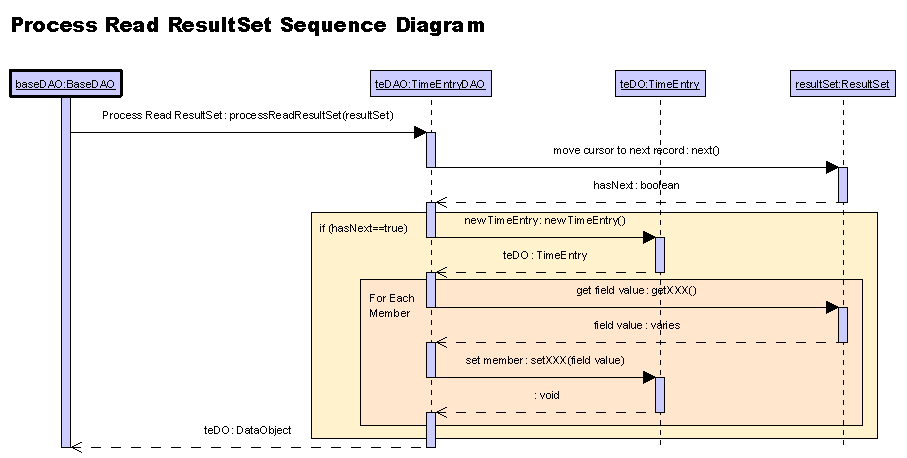 Process Read ResultSet Sequence Diagram
baseDAO:BaseDAO
teDAO:TimeEntryDAO
teDO:TimeEntry
resultSet:ResultSet
Process Read ResultSet: processReadResultSet(resultSet)
move cursor to next record : next()
hasNext : boolean
if (hasNext==true)
newTimeEntry: newTimeEntry()
teDO : TimeEntry
For Each
Member
get field value : getXXX()
field value : varies
set member : setXXX(field value)
: void
teDO : DataObject